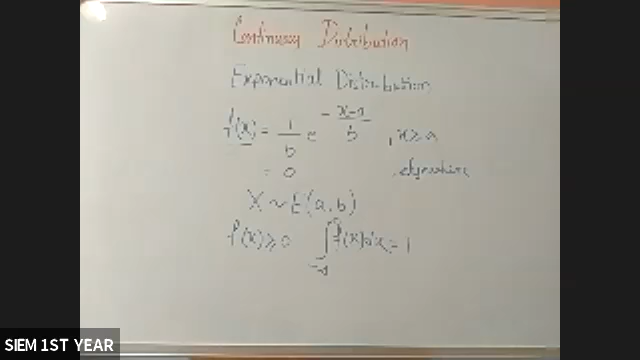 Continuous Distribution
Exponential Distribution
f(x) = 1/b e^{-(x-a)/b} , x ≥ a
= 0 , elsewhere
X ~ E(a, b)
f(x) ≥ 0 ∫_{-∞}^{∞} f(x) dx = 1
SIEM 1ST YEAR